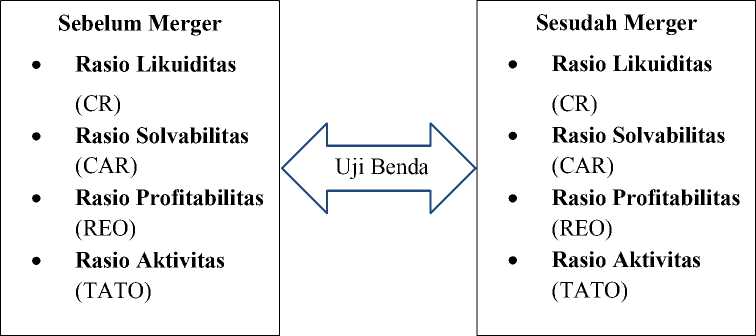 Sebelum Merger
• Rasio Likuiditas
(CR)
• Rasio Solvabilitas
(CAR)
• Rasio Profitabilitas
(REO)
• Rasio Aktivitas
(TATO)
Uji Benda
Sesudah Merger
• Rasio Likuiditas
(CR)
• Rasio Solvabilitas
(CAR)
• Rasio Profitabilitas
(REO)
• Rasio Aktivitas
(TATO)